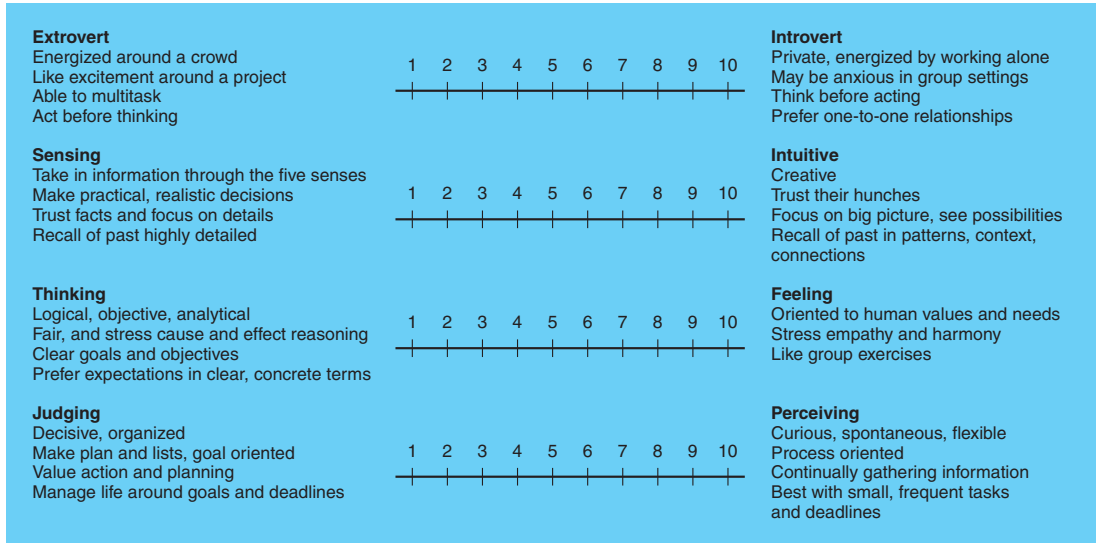 Extrovert
Energized around a crowd
Like excitement around a project
Able to multitask
Act before thinking
1 2 3 4 5 6 7 8 9 10
Introvert
Private, energized by working alone
May be anxious in group settings
Think before acting
Prefer one-to-one relationships
Sensing
Take in information through the five senses
Make practical, realistic decisions
Trust facts and focus on details
Recall of past highly detailed
1 2 3 4 5 6 7 8 9 10
Intuitive
Creative
Trust their hunches
Focus on big picture, see possibilities
Recall of past in patterns, context,
connections
Thinking
Logical, objective, analytical
Fair, and stress cause and effect reasoning
Clear goals and objectives
Prefer expectations in clear, concrete terms
1 2 3 4 5 6 7 8 9 10
Feeling
Oriented to human values and needs
Stress empathy and harmony
Like group exercises
Judging
Decisive, organized
Make plan and lists, goal oriented
Value action and planning
Manage life around goals and deadlines
1 2 3 4 5 6 7 8 9 10
Perceiving
Curious, spontaneous, flexible
Process oriented
Continually gathering information
Best with small, frequent tasks
and deadlines